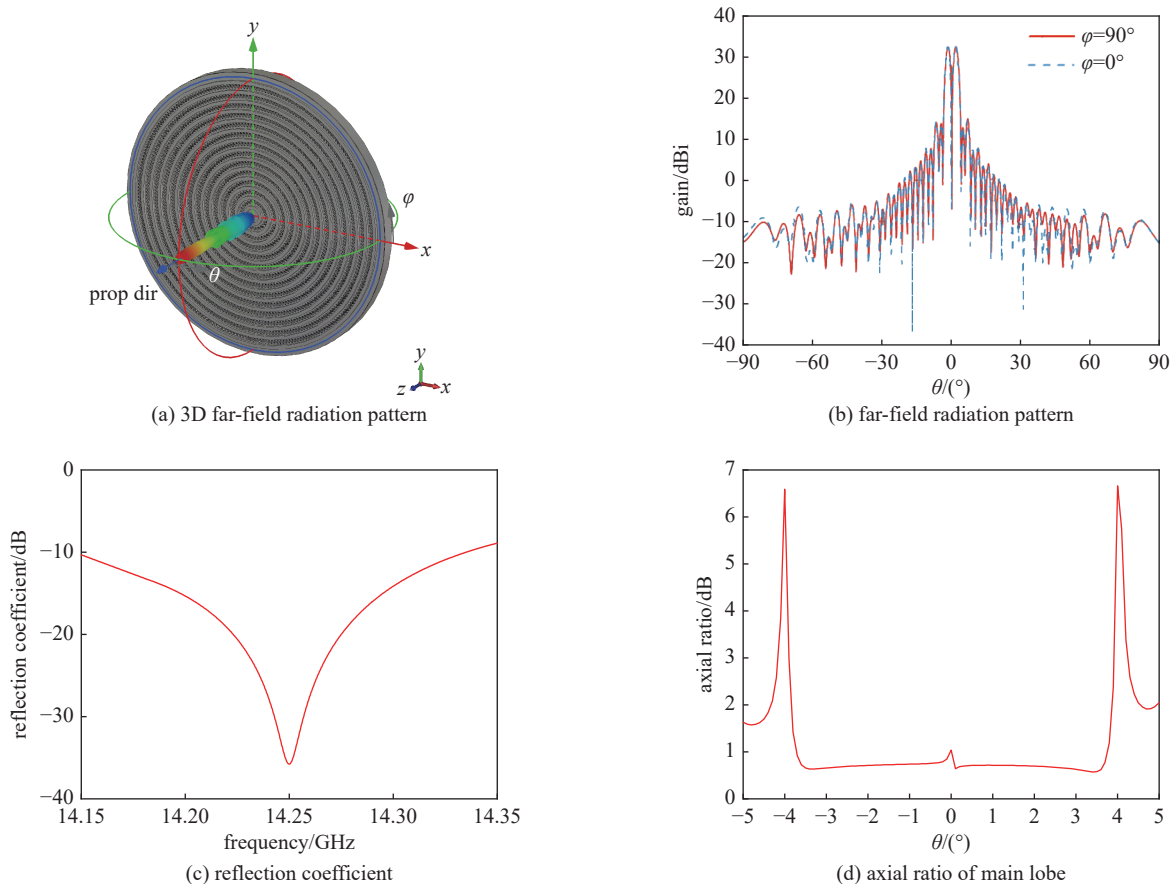 y
φ
x
θ
prop dir
y
z
x
(a) 3D far-field radiation pattern
40
30
20
10
0
−10
−20
−30
−40
gain/dBi
φ=90°
φ=0°
−90 −60 −30 0 30 60 90
θ/(°)
(b) far-field radiation pattern
0
−10
−20
−30
−40
reflection coefficient/dB
14.15 14.20 14.25 14.30 14.35
frequency/GHz
(c) reflection coefficient
7
6
5
4
3
2
1
0
axial ratio/dB
−5 −4 −3 −2 −1 0 1 2 3 4 5
θ/(°)
(d) axial ratio of main lobe